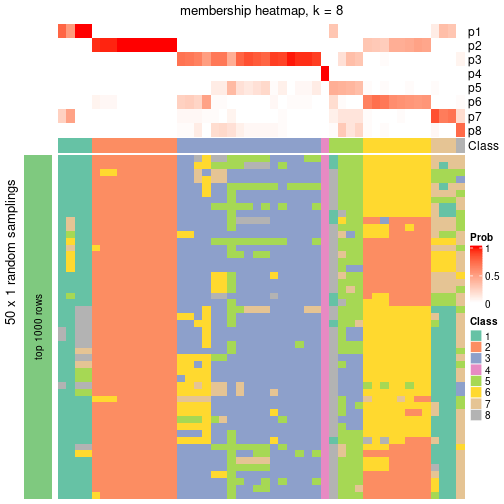 membership heatmap, k = 8
p1
p2
p3
p4
p5
p6
p7
p8
Class
50 x 1 random samplings
top 1000 rows
Prob
1
0.5
0
Class
1
2
3
4
5
6
7
8